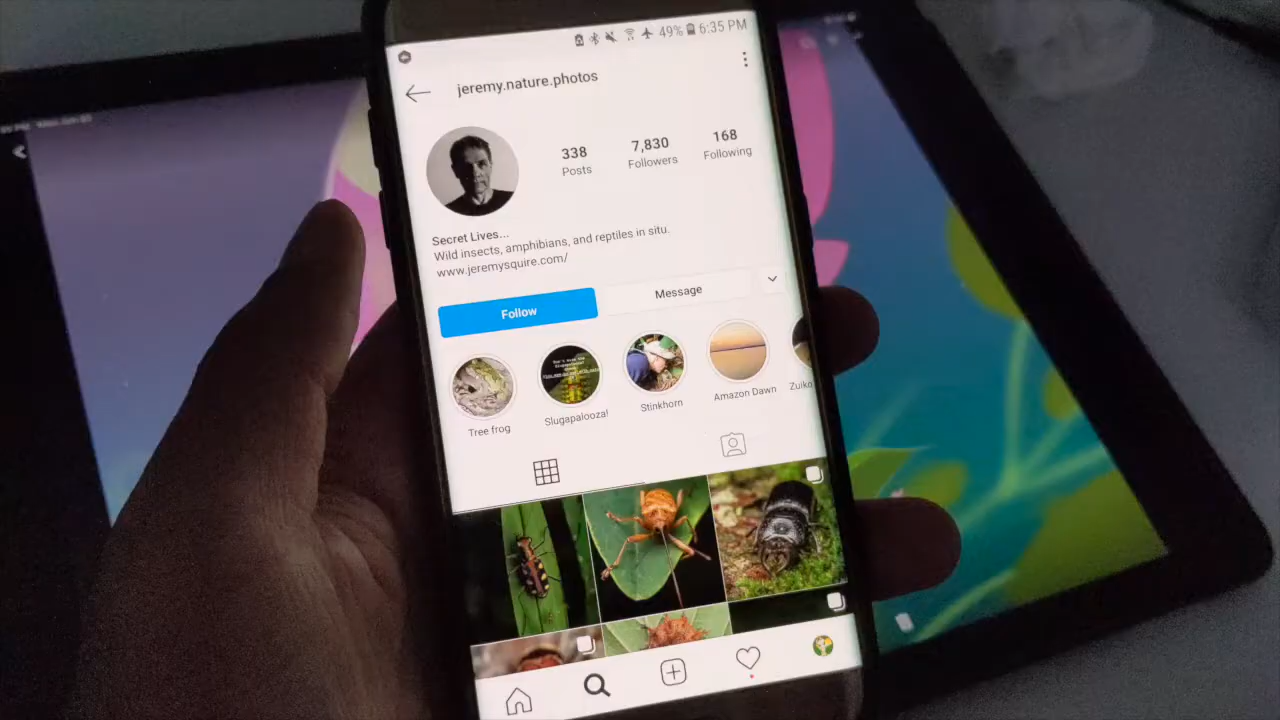 49% 6:35 PM
jeremy.nature.photos
338
Posts
7,830
Followers
168
Following
Secret Lives...
Wild insects, amphibians, and reptiles in situ.
www.jeremysquire.com/
Follow
Message
Tree frog
Slugapalooza!
Stinkhorn
Amazon Dawn
Zuiko